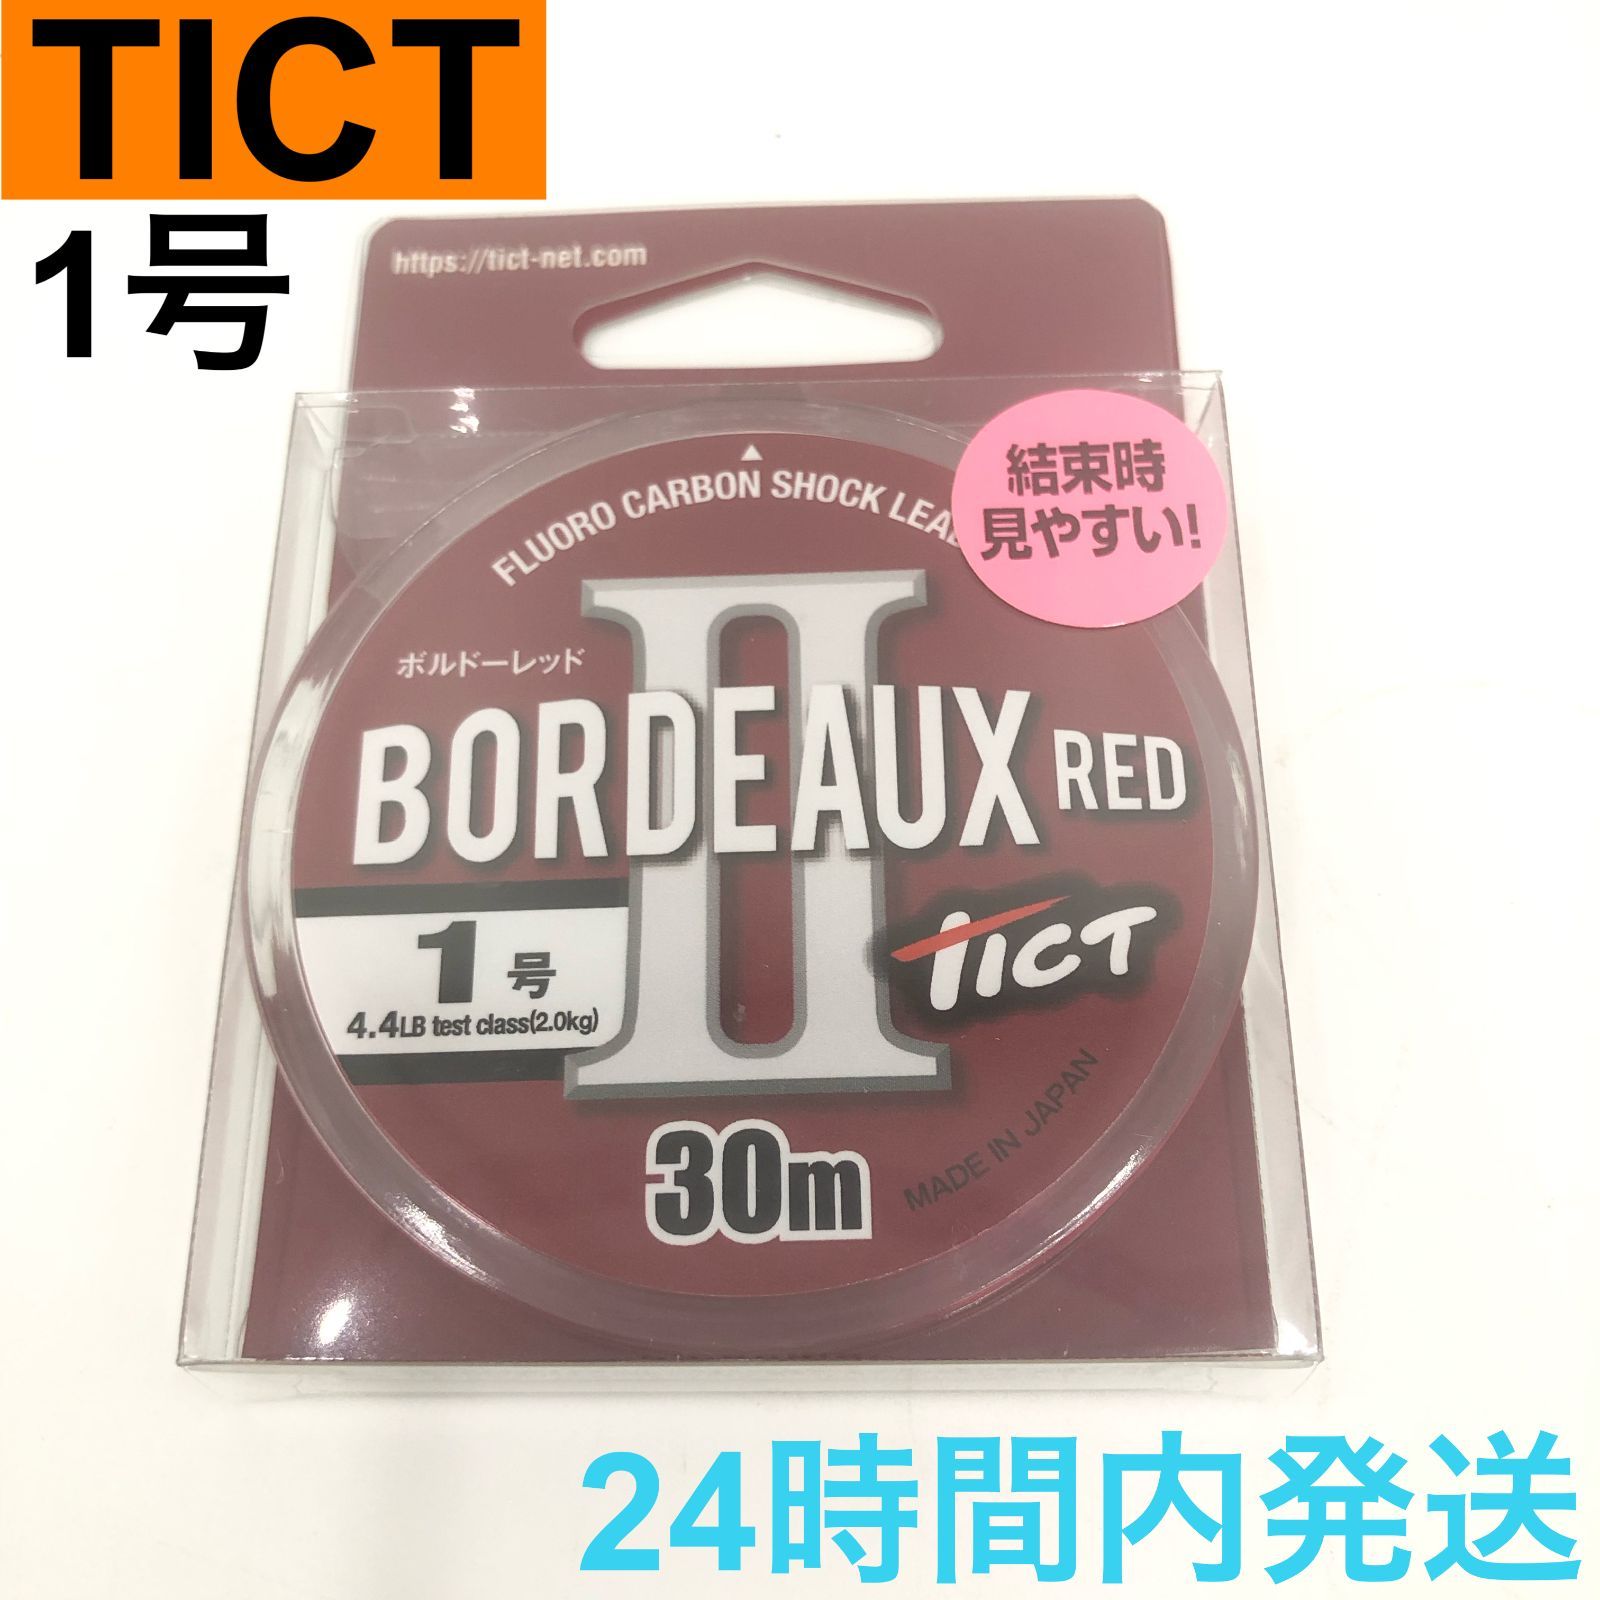 TICT
1号
https://tict-net.com
FLUORO CARBON SHOCK
結束時
見やすい!
II
ボルドーレッド
BORDEAUX RED
TICT
1号
4.4LB test class(2.0kg)
30m
MADE IN JAPAN
24時間内発送